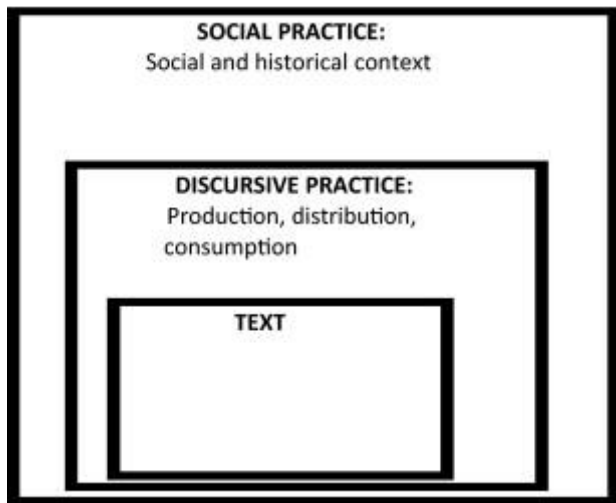 SOCIAL PRACTICE:
Social and historical context
DISCURSIVE PRACTICE:
Production, distribution,
consumption
TEXT